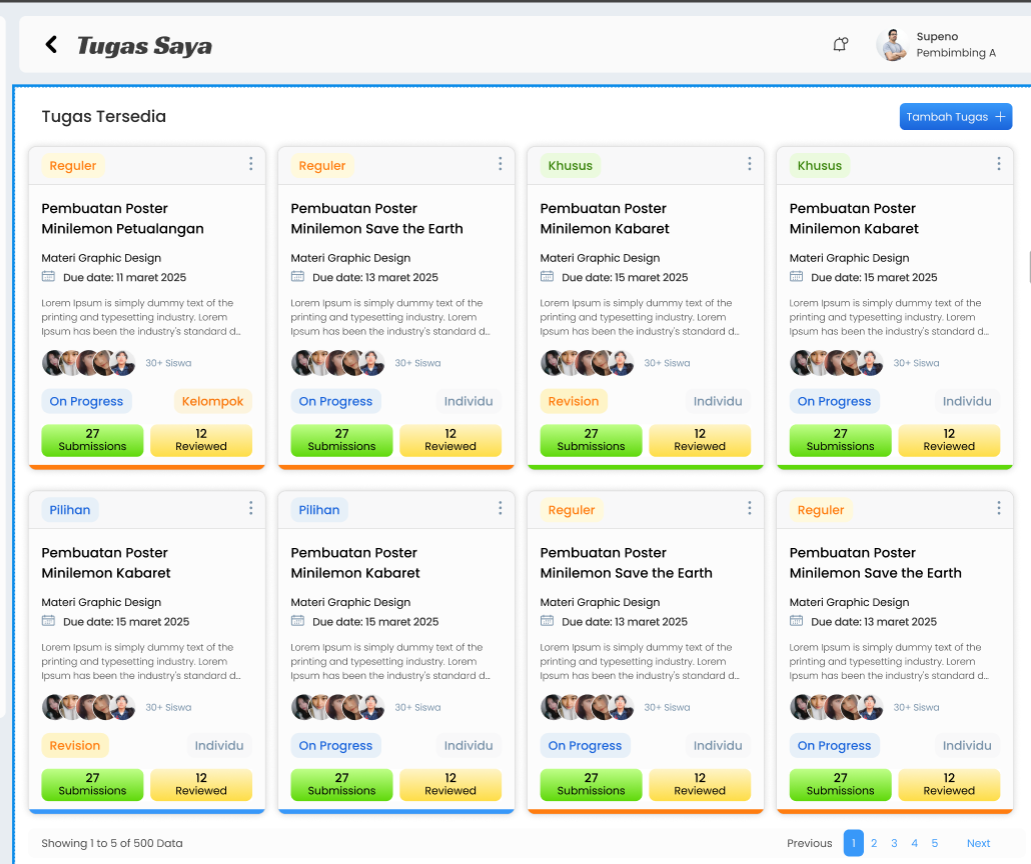 Tugas Saya
Supeno
Pembimbing A
Tugas Tersedia
Tambah Tugas
Reguler
Pembuatan Poster
Minilemon Petualangan
Materi Graphic Design
Due date: 11 maret 2025
Lorem Ipsum is simply dummy text of the
printing and typesetting industry. Lorem
Ipsum has been the industry's standard d...
30+ Siswa
On Progress
Kelompok
27
Submissions
12
Reviewed
Reguler
Pembuatan Poster
Minilemon Save the Earth
Materi Graphic Design
Due date: 13 maret 2025
Lorem Ipsum is simply dummy text of the
printing and typesetting industry. Lorem
Ipsum has been the industry's standard d...
30+ Siswa
On Progress
Individu
27
Submissions
12
Reviewed
Khusus
Pembuatan Poster
Minilemon Kabaret
Materi Graphic Design
Due date: 15 maret 2025
Lorem Ipsum is simply dummy text of the
printing and typesetting industry. Lorem
Ipsum has been the industry's standard d...
30+ Siswa
Revision
Individu
27
Submissions
12
Reviewed
Khusus
Pembuatan Poster
Minilemon Kabaret
Materi Graphic Design
Due date: 15 maret 2025
Lorem Ipsum is simply dummy text of the
printing and typesetting industry. Lorem
Ipsum has been the industry's standard d...
30+ Siswa
On Progress
Individu
27
Submissions
12
Reviewed
Pilihan
Pembuatan Poster
Minilemon Kabaret
Materi Graphic Design
Due date: 15 maret 2025
Lorem Ipsum is simply dummy text of the
printing and typesetting industry. Lorem
Ipsum has been the industry's standard d...
30+ Siswa
Revision
Individu
27
Submissions
12
Reviewed
Pilihan
Pembuatan Poster
Minilemon Kabaret
Materi Graphic Design
Due date: 15 maret 2025
Lorem Ipsum is simply dummy text of the
printing and typesetting industry. Lorem
Ipsum has been the industry's standard d...
30+ Siswa
On Progress
Individu
27
Submissions
12
Reviewed
Reguler
Pembuatan Poster
Minilemon Save the Earth
Materi Graphic Design
Due date: 13 maret 2025
Lorem Ipsum is simply dummy text of the
printing and typesetting industry. Lorem
Ipsum has been the industry's standard d...
30+ Siswa
On Progress
Individu
27
Submissions
12
Reviewed
Reguler
Pembuatan Poster
Minilemon Save the Earth
Materi Graphic Design
Due date: 13 maret 2025
Lorem Ipsum is simply dummy text of the
printing and typesetting industry. Lorem
Ipsum has been the industry's standard d...
30+ Siswa
On Progress
Individu
27
Submissions
12
Reviewed
Showing 1 to 5 of 500 Data
Previous 1 2 3 4 5 Next